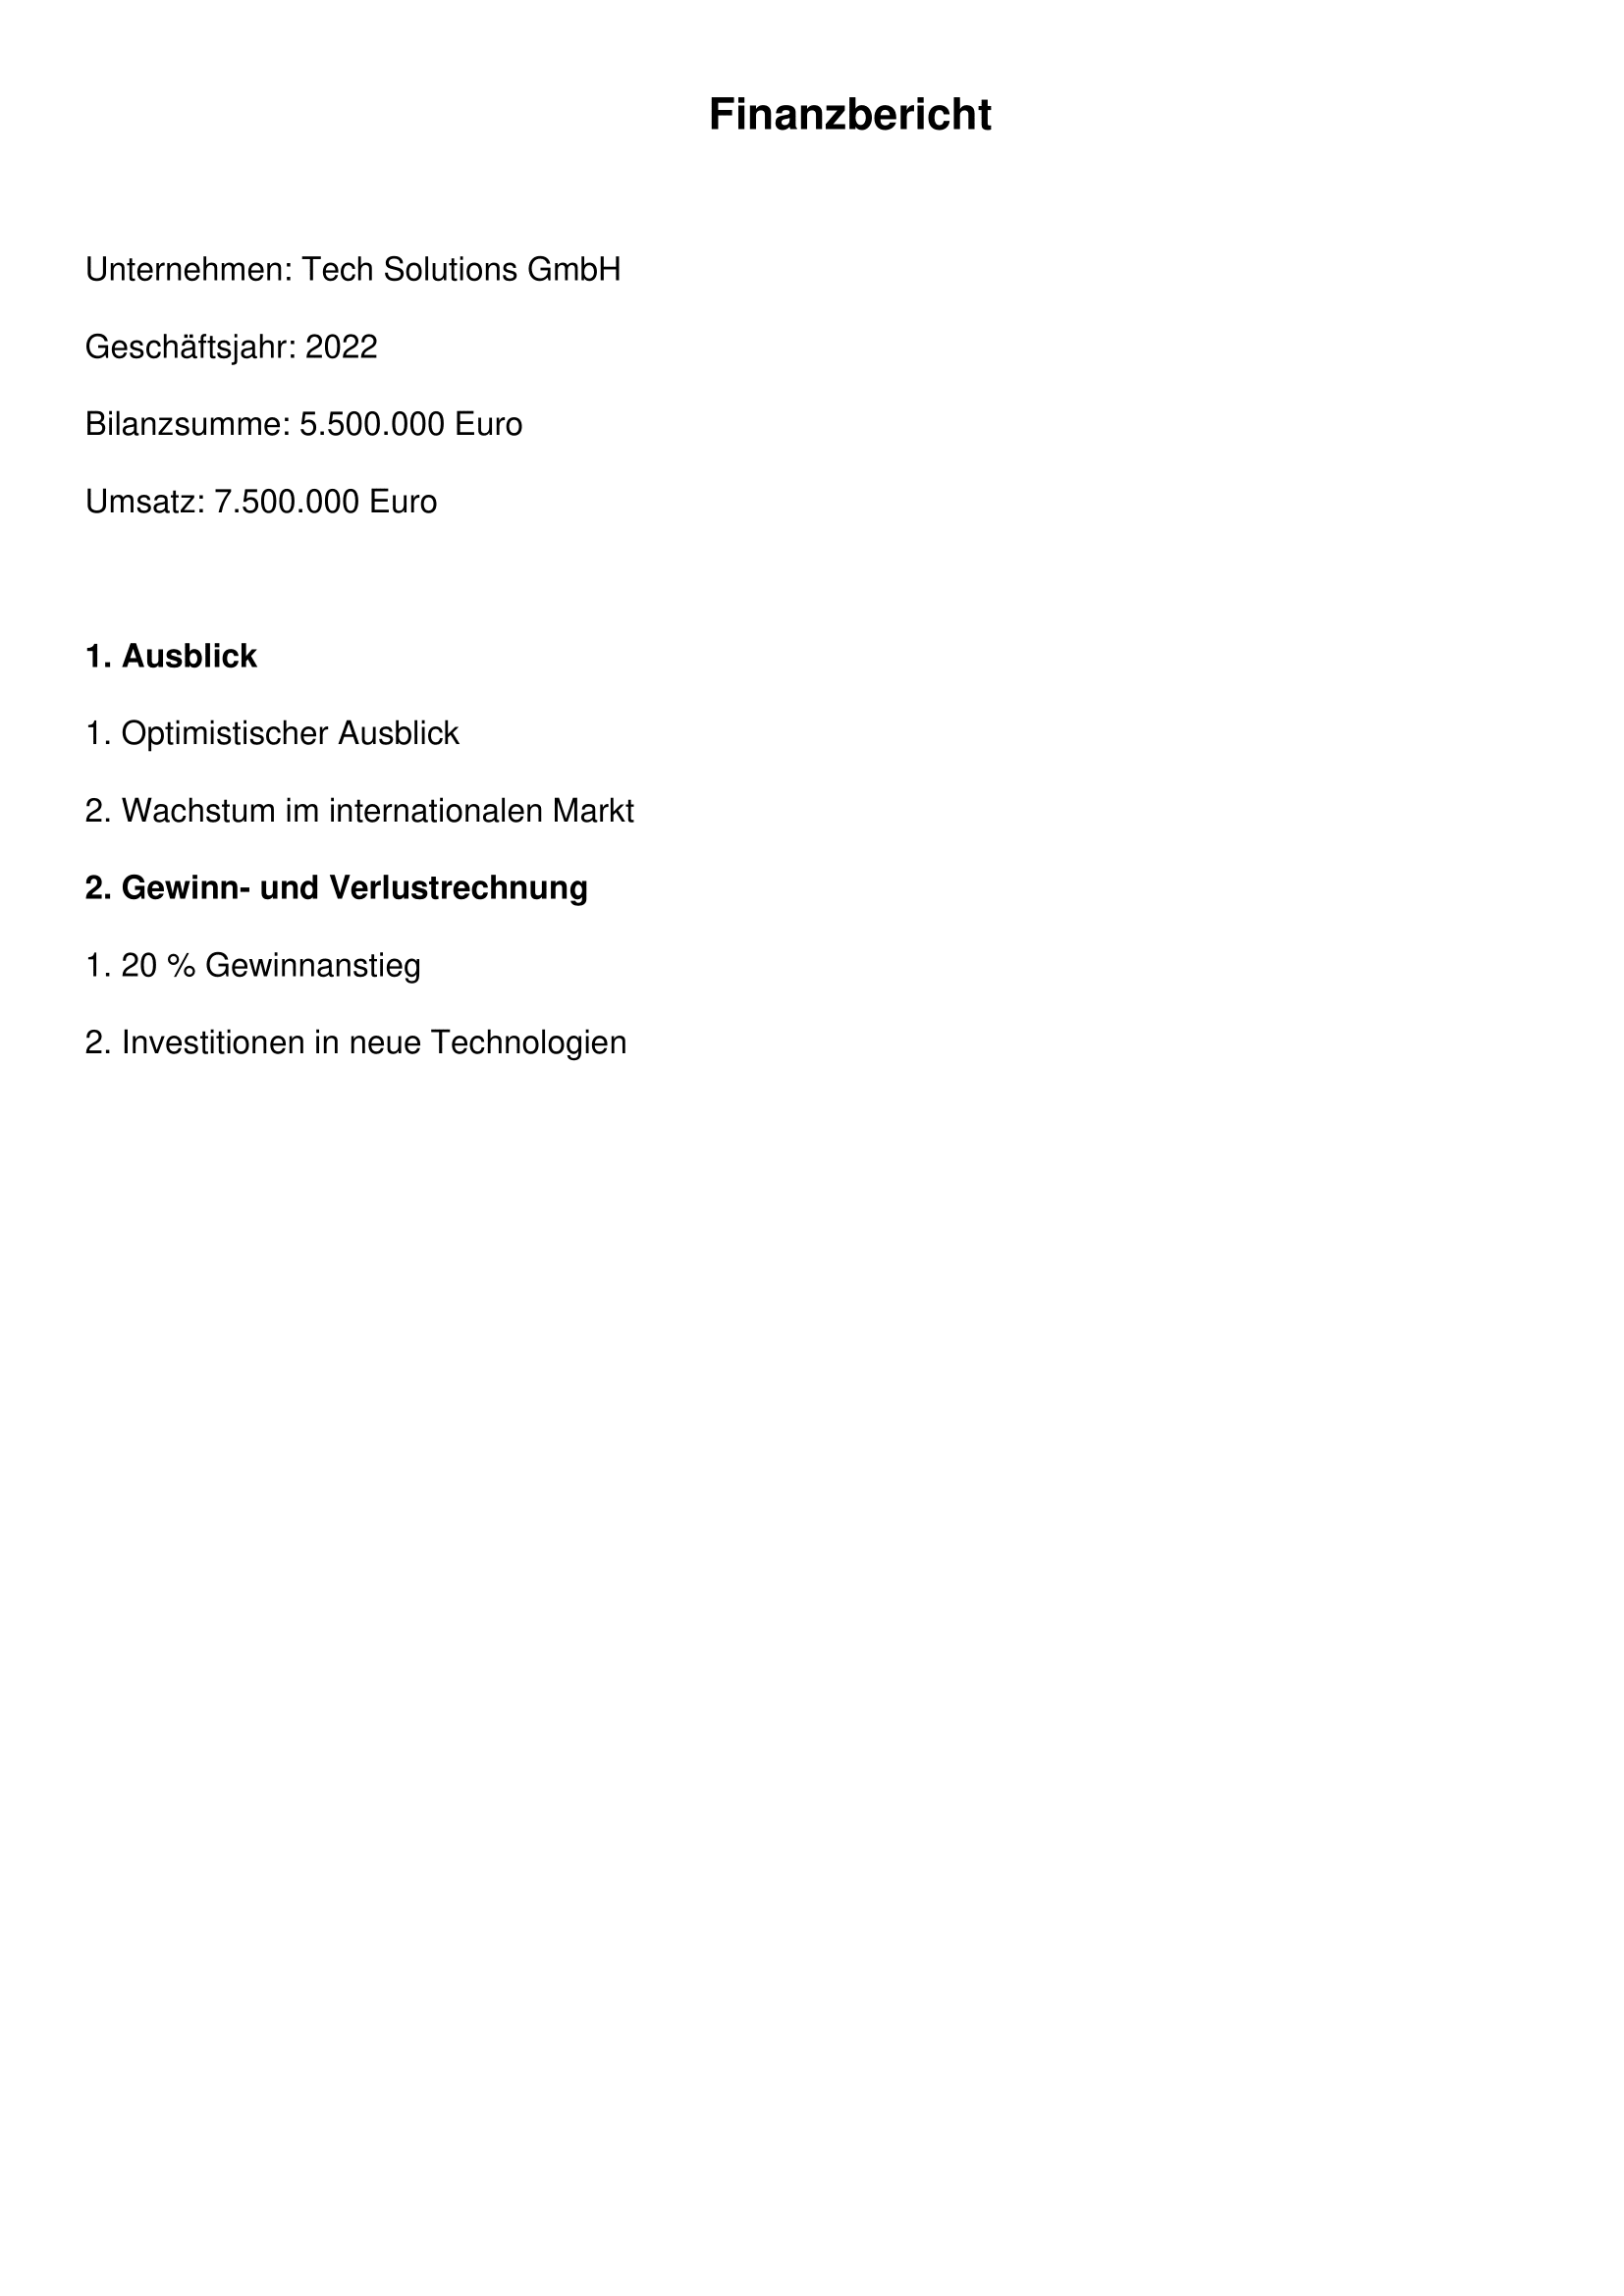 Finanzbericht
Unternehmen: Tech Solutions GmbH
Geschäftsjahr: 2022
Bilanzsumme: 5.500.000 Euro
Umsatz: 7.500.000 Euro
1. Ausblick
1. Optimistischer Ausblick
2. Wachstum im internationalen Markt
2. Gewinn- und Verlustrechnung
1. 20 % Gewinnanstieg
2. Investitionen in neue Technologien